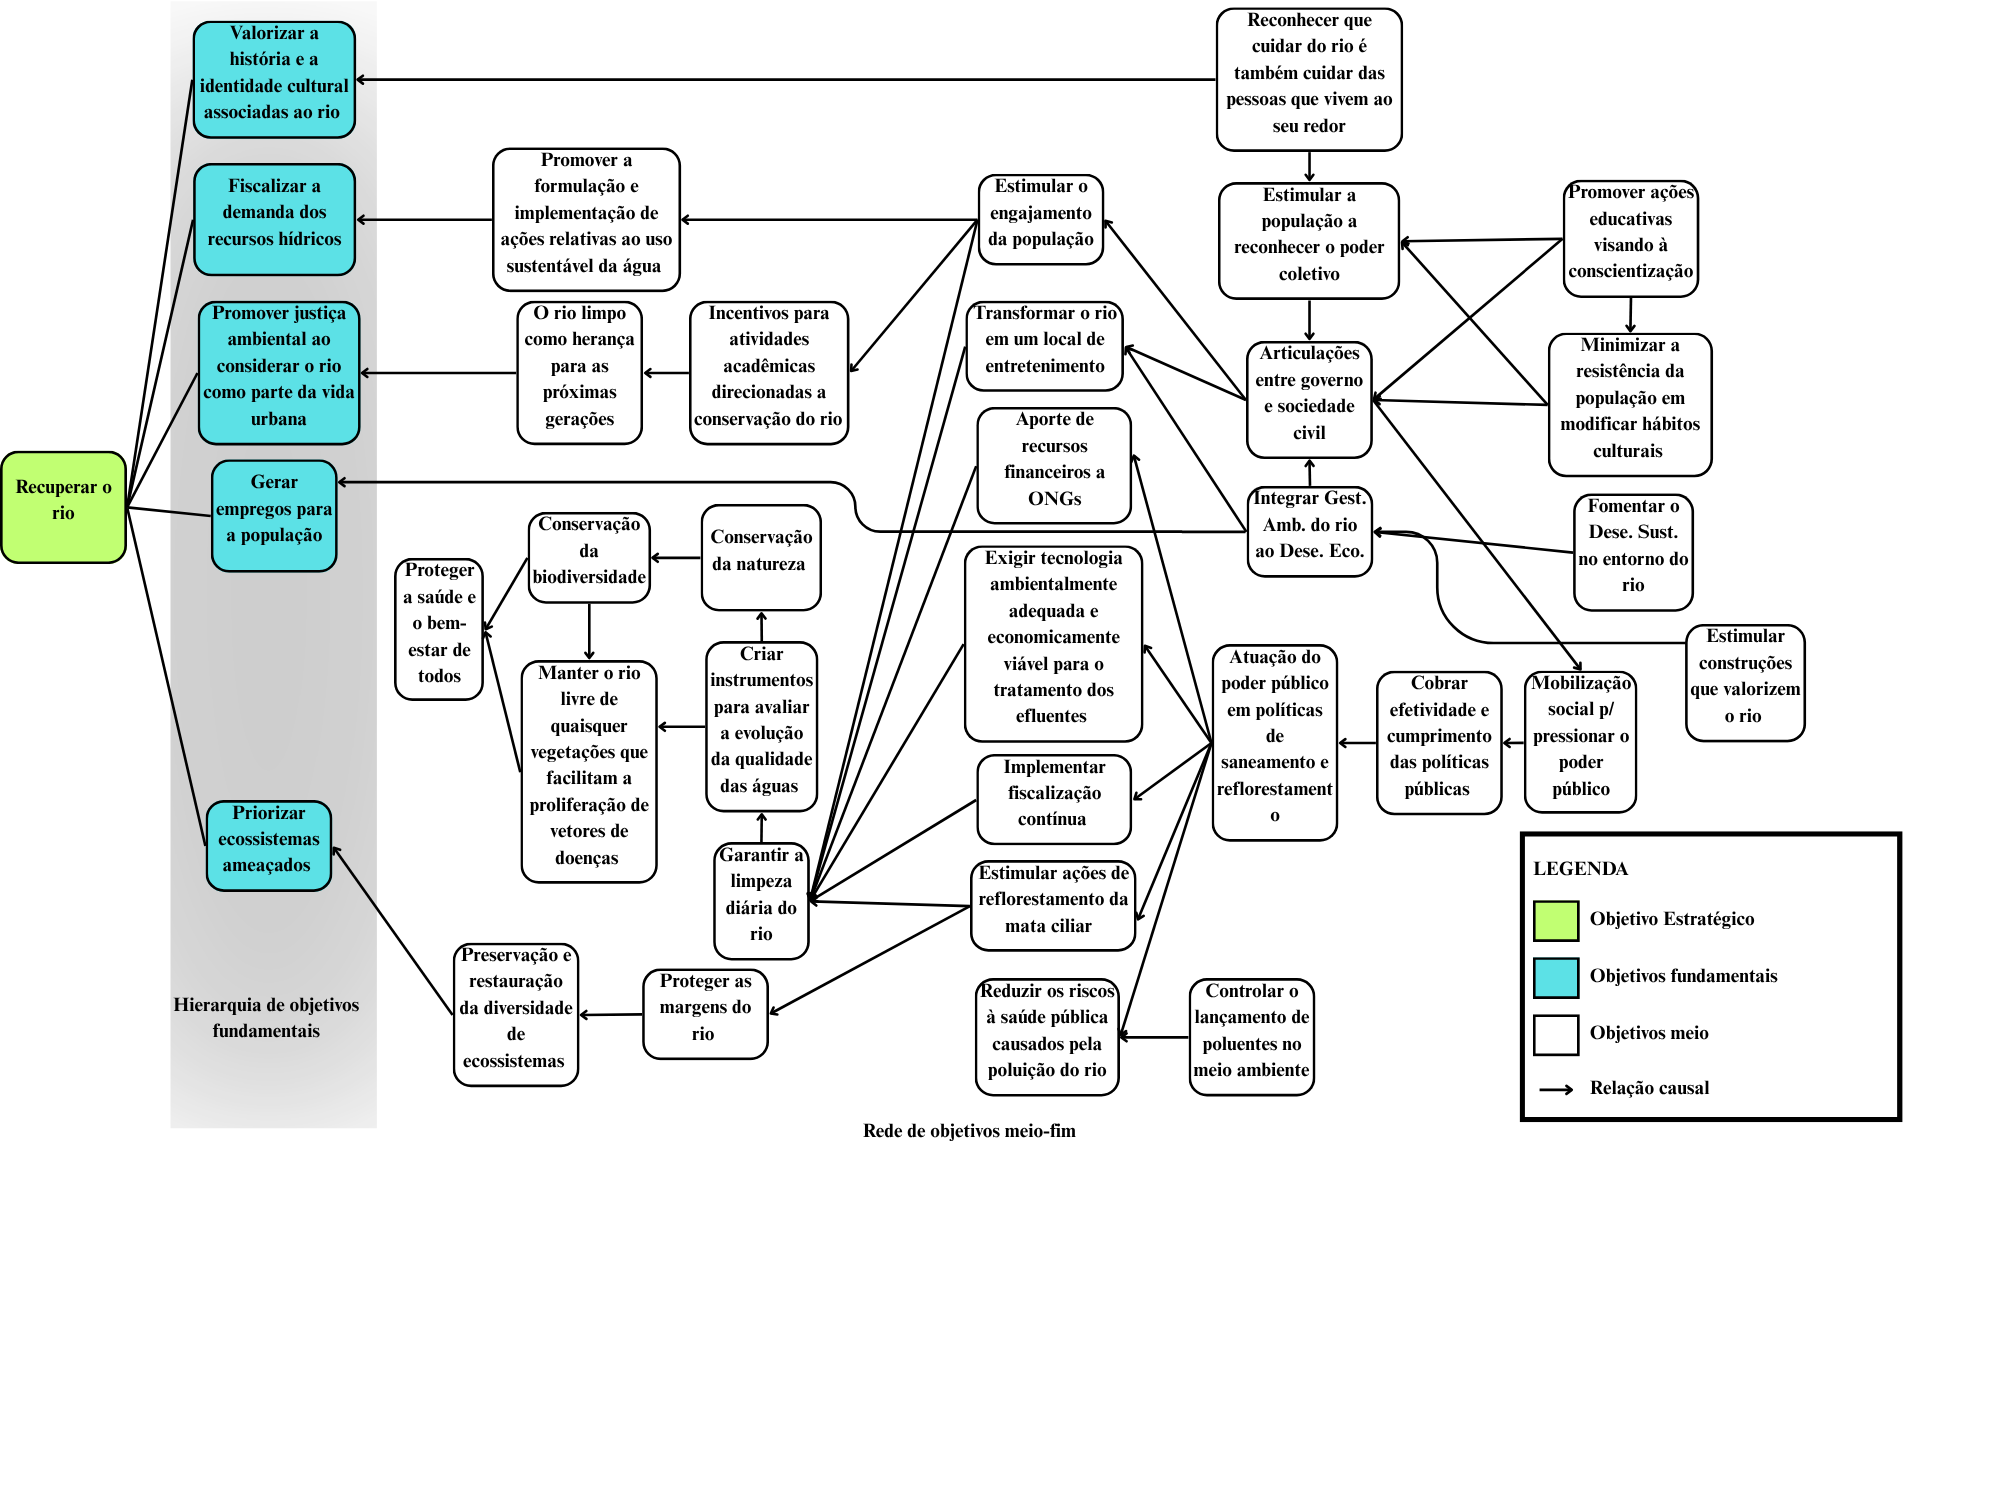 Valorizar a
história e a
identidade cultural
associadas ao rio
Fiscalizar a
demanda dos
recursos hídricos
Promover justiça
ambiental ao
considerar o rio
como parte da vida
urbana
Recuperar o
rio
Gerar
empregos para
a população
Priorizar
ecossistemas
ameaçados
Hierarquia de objetivos
fundamentais
Promover a
formulação e
implementação de
ações relativas ao uso
sustentável da água
O rio limpo
como herança
para as
próximas
gerações
Incentivos para
atividades
acadêmicas
direcionadas a
conservação do rio
Proteger
a saúde e
o bem-
estar de
todos
Conservação
da
biodiversidade
Conservação
da natureza
Manter o rio
livre de
quaisquer
vegetações que
facilitam a
proliferação de
vetores de
doenças
Criar
instrumentos
para avaliar
a evolução
da qualidade
das águas
Garantir a
limpeza
diária do
rio
Preservação e
restauração
da diversidade
de
ecossistemas
Proteger as
margens do
rio
Estimular o
engajamento
da população
Transformar o rio
em um local de
entretenimento
Aporte de
recursos
financeiros a
ONGs
Exigir tecnologia
ambientalmente
adequada e
economicamente
viável para o
tratamento dos
efluentes
Implementar
fiscalização
contínua
Estimular ações de
reflorestamento da
mata ciliar
Reduzir os riscos
à saúde pública
causados pela
poluição do rio
Controlar o
lançamento de
poluentes no
meio ambiente
Reconhecer que
cuidar do rio é
também cuidar das
pessoas que vivem ao
seu redor
Estimular a
população a
reconhecer o poder
coletivo
Articulações
entre governo
e sociedade
civil
Integrar Gest.
Amb. do rio
ao Dese. Eco.
Atuação do
poder público
em políticas
de
saneamento e
reflorestament
o
Cobrar
efetividade e
cumprimento
das políticas
públicas
Mobilização
social p/
pressionar o
poder
público
Promover ações
educativas
visando à
conscientização
Minimizar a
resistência da
população em
modificar hábitos
culturais
Fomentar o
Dese. Sust.
no entorno do
rio
Estimular
construções
que valorizem
o rio
LEGENDA
Objetivo Estratégico
Objetivos fundamentais
Objetivos meio
Relação causal
Rede de objetivos meio-fim